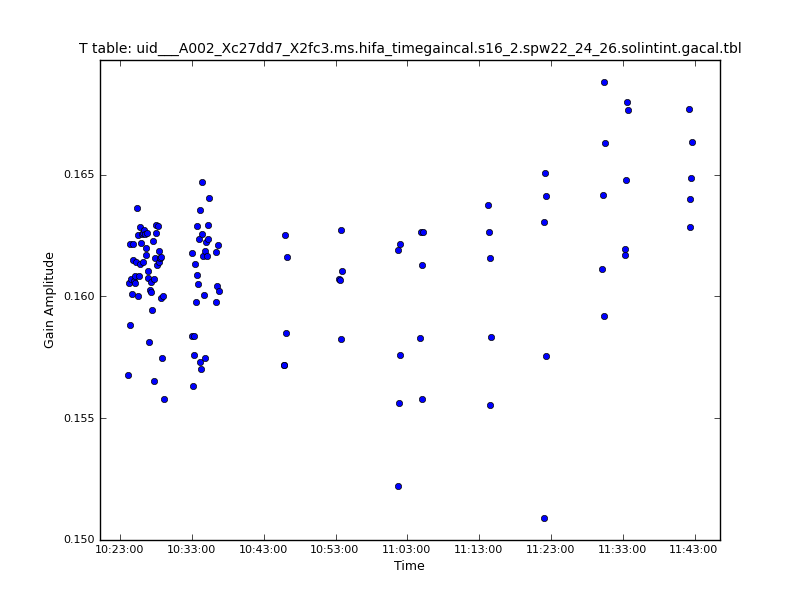 T table: uid___A002_Xc27dd7_X2fc3.ms.hifa_timegaincal.s16_2.spw22_24_26.solintint.gacal.tbl
Gain Amplitude
0.165
0.160
0.155
0.150
10:23:00 10:33:00 10:43:00 10:53:00 11:03:00 11:13:00 11:23:00 11:33:00 11:43:00
Time